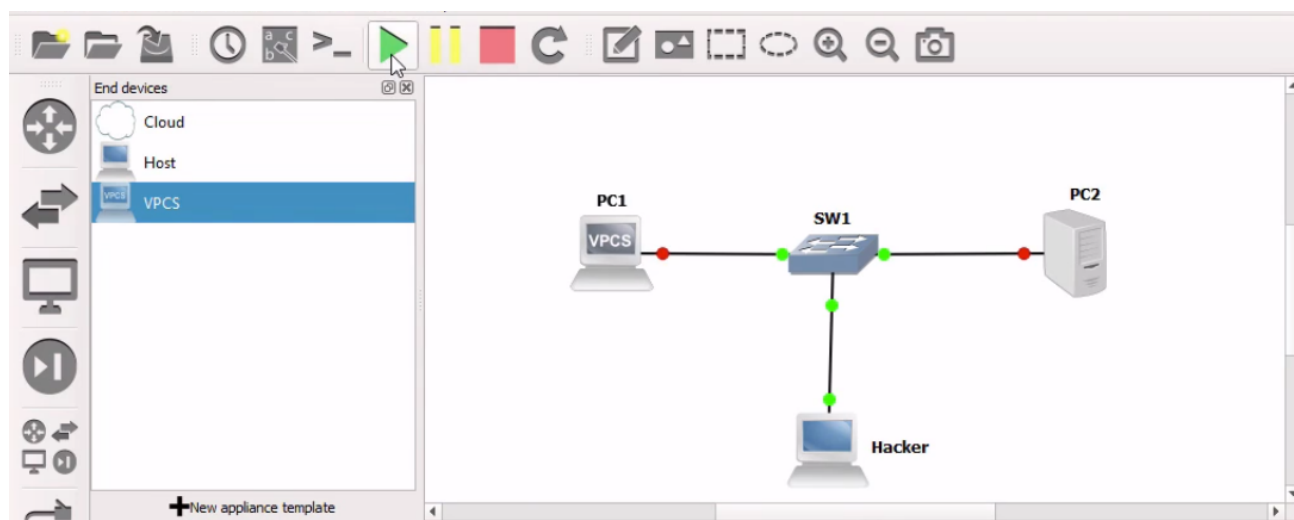 End devices
Cloud
Host
VPCS
VPCS
New appliance template
PC1
VPCS
SW1
PC2
Hacker